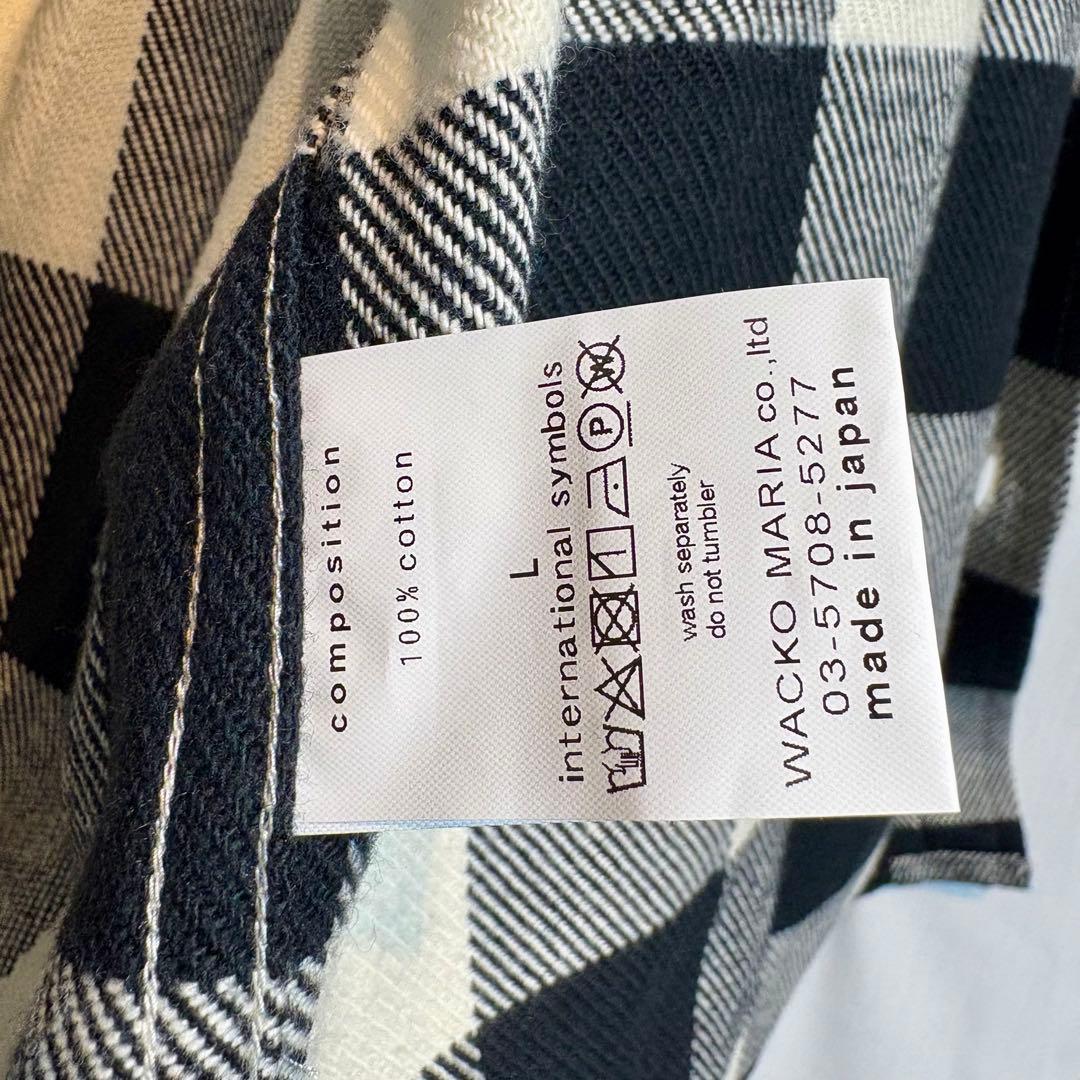 composition
100% cotton
L
international symbols
P W
wash separately
do not tumbler
WACKO MARIA co.,ltd
03-5708-5277
made in japan